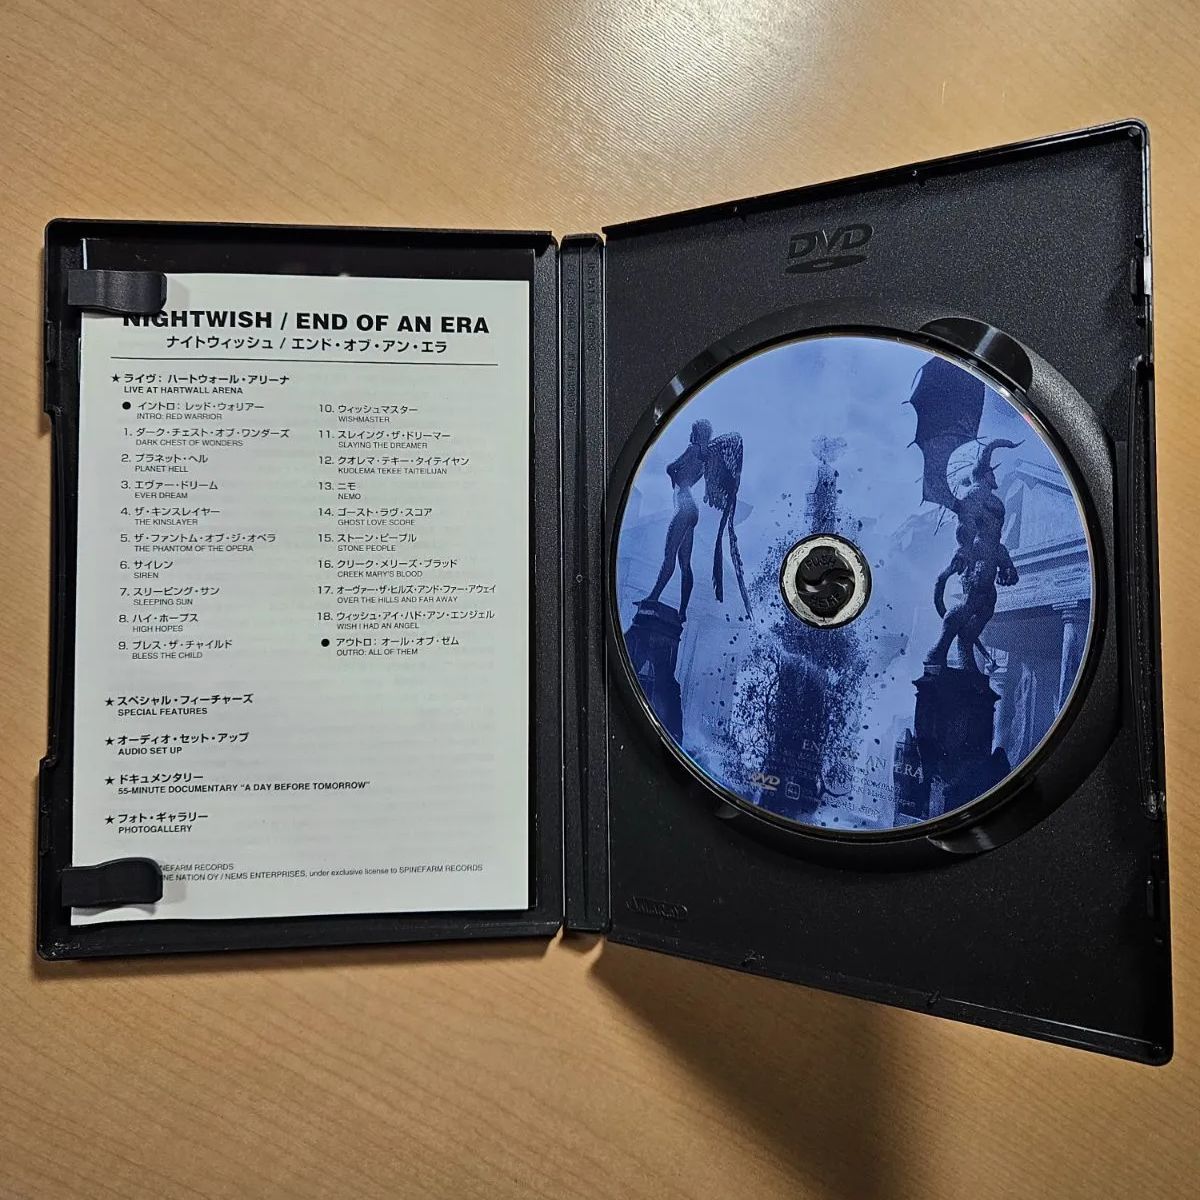 NIGHTWISH / END OF AN ERA
ナイトウィッシュ / エンド・オブ・アン・エラ
★ ライヴ: ハートウォール・アリーナ
LIVE AT HARTWALL ARENA
● イントロ: レッド・ウォリアー
INTRO: RED WARRIOR
1. ダーク・チェスト・オブ・ワンダーズ
DARK CHEST OF WONDERS
2. プラネット・ヘル
PLANET HELL
3. エヴァー・ドリーム
EVER DREAM
4. ザ・キンスレイヤー
THE KINSLAYER
5. ザ・ファントム・オブ・ジ・オペラ
THE PHANTOM OF THE OPERA
6. サイレン
SIREN
7. スリーピング・サン
SLEEPING SUN
8. ハイ・ホープス
HIGH HOPES
9. ブレス・ザ・チャイルド
BLESS THE CHILD
10. ウィッシュマスター
WISHMASTER
11. スレイング・ザ・ドリーマー
SLAYING THE DREAMER
12. クオレマ・テキー・タイテイヤン
KUOLEMA TEKEE TAITEILIJAN
13. ニモ
NEMO
14. ゴースト・ラヴ・スコア
GHOST LOVE SCORE
15. ストーン・ピープル
STONE PEOPLE
16. クリーク・メリーズ・ブラッド
CREEK MARY'S BLOOD
17. オーヴァー・ザ・ヒルズ・アンド・ファー・アウェイ
OVER THE HILLS AND FAR AWAY
18. ウィッシュ・アイ・ハド・アン・エンジェル
WISH I HAD AN ANGEL
● アウトロ: オール・オブ・ゼム
OUTRO: ALL OF THEM
★ スペシャル・フィーチャーズ
SPECIAL FEATURES
★ オーディオ・セット・アップ
AUDIO SET UP
★ ドキュメンタリー
55-MINUTE DOCUMENTARY "A DAY BEFORE TOMORROW"
★ フォト・ギャラリー
PHOTOGALLERY
RECORDS
NATION OY / NEMS ENTERPRISES, under exclusive license to SPINEFARM RECORDS
DVD
PUSH
PUSH
AN ERA
DVD